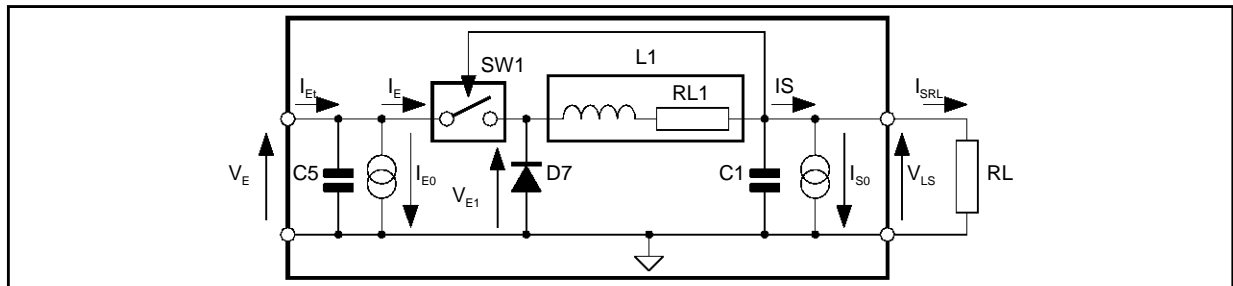 L1
SW1
I_Et I_E RL1 IS I_SRL
V_E C5 I_E0 V_E1 D7 C1 I_S0 V_LS RL